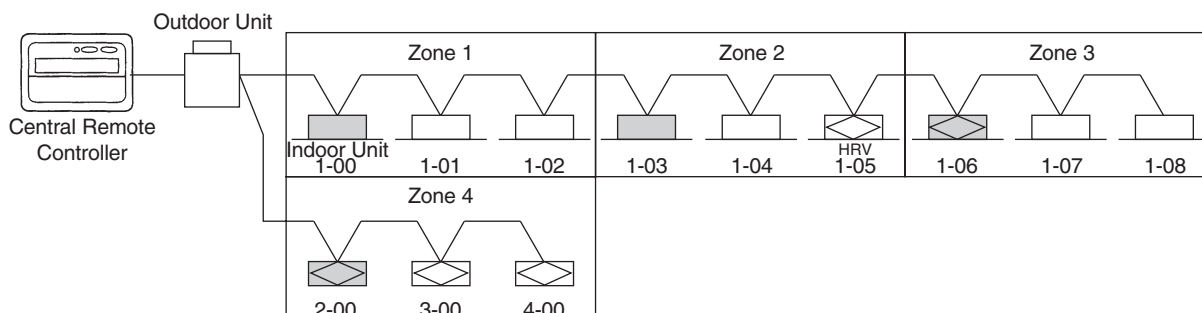 Outdoor Unit
Central Remote
Controller
Zone 1
Zone 2
Zone 3
Indoor Unit
HRV
1-00
1-01
1-02
1-03
1-04
1-05
1-06
1-07
1-08
Zone 4
2-00
3-00
4-00